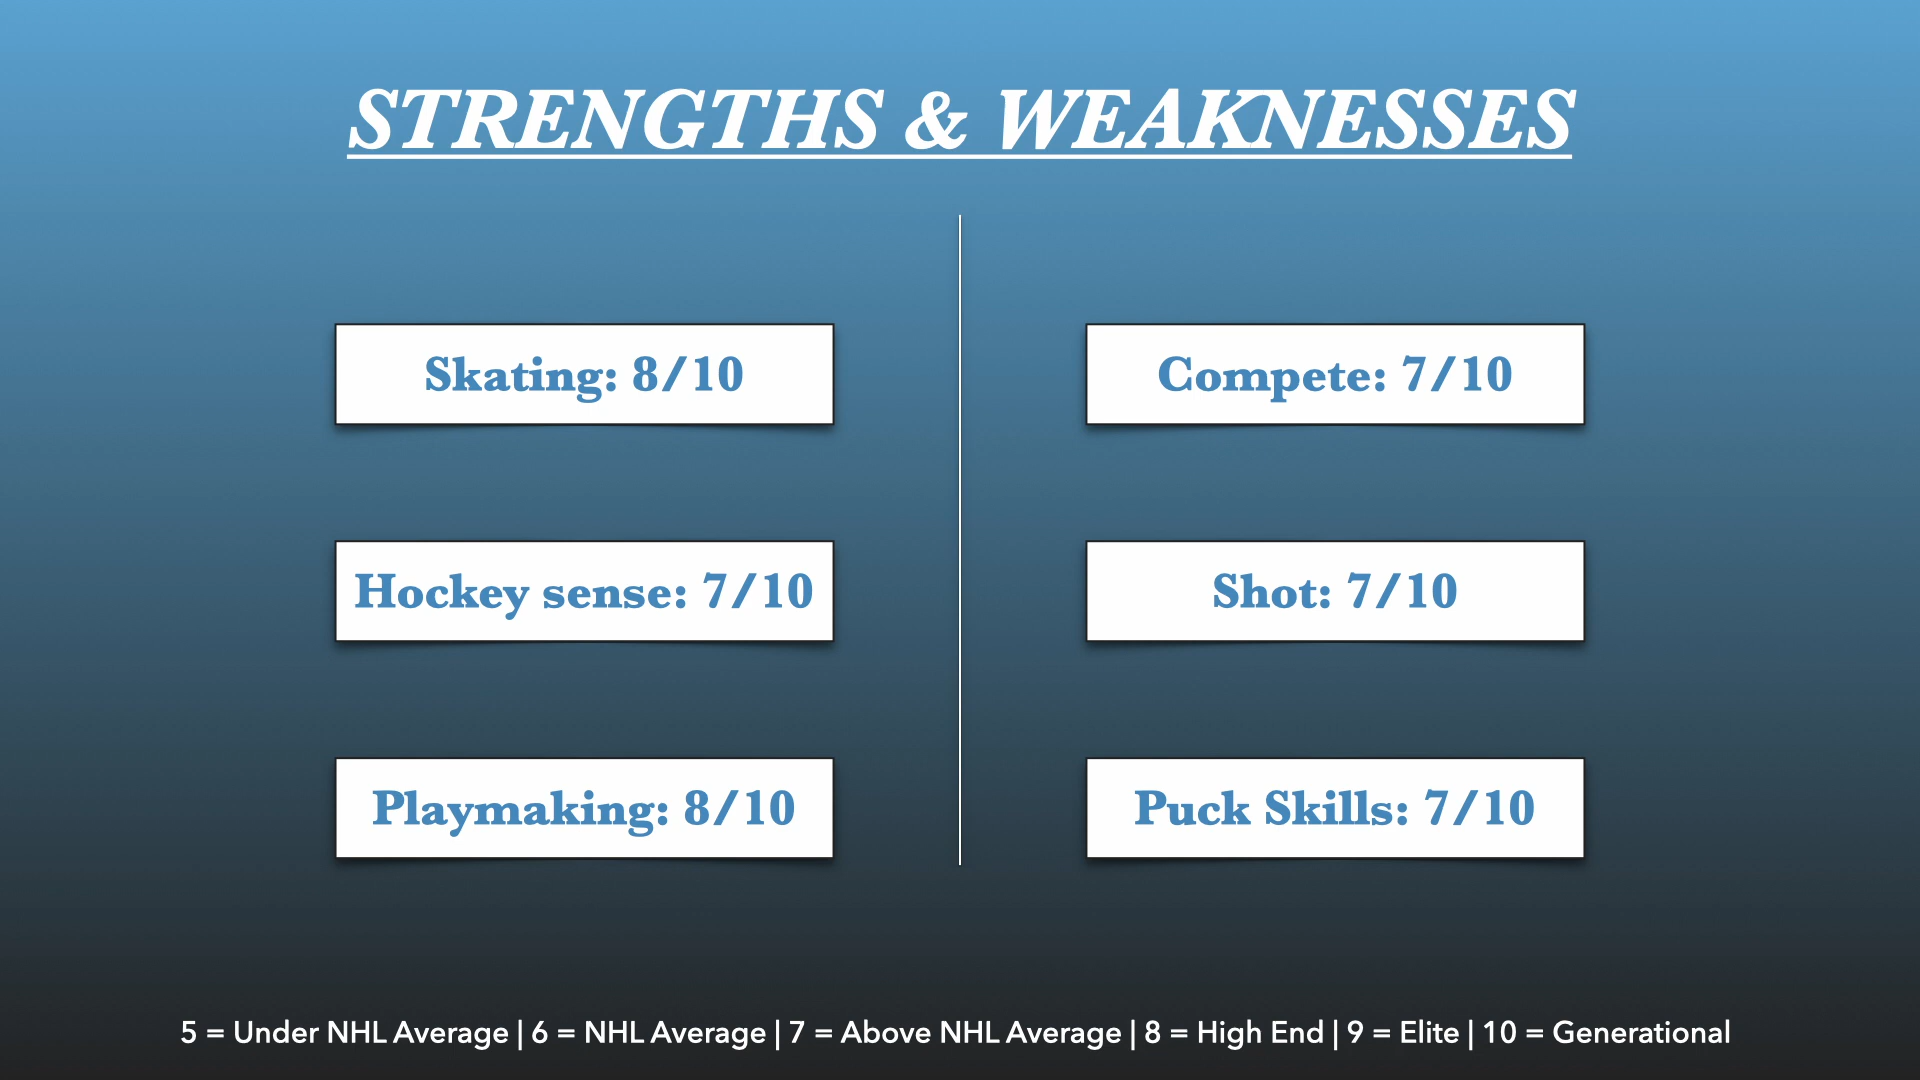 STRENGTHS & WEAKNESSES
Skating: 8/10
Compete: 7/10
Hockey sense: 7/10
Shot: 7/10
Playmaking: 8/10
Puck Skills: 7/10
5 = Under NHL Average | 6 = NHL Average | 7 = Above NHL Average | 8 = High End | 9 = Elite | 10 = Generational